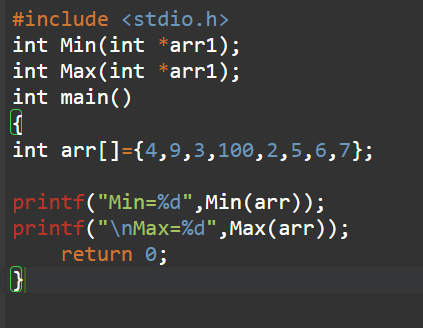 #include <stdio.h>
int Min(int *arr1);
int Max(int *arr1);
int main()
{
int arr[]={4,9,3,100,2,5,6,7};
printf("Min=%d",Min(arr));
printf("\nMax=%d",Max(arr));
    return 0;
}